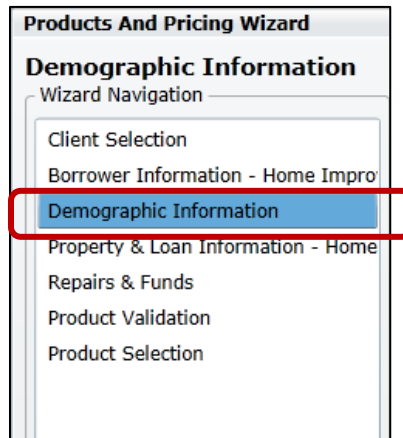 Products And Pricing Wizard
Demographic Information
Wizard Navigation
Client Selection
Borrower Information - Home Impro
Demographic Information
Property & Loan Information - Home
Repairs & Funds
Product Validation
Product Selection